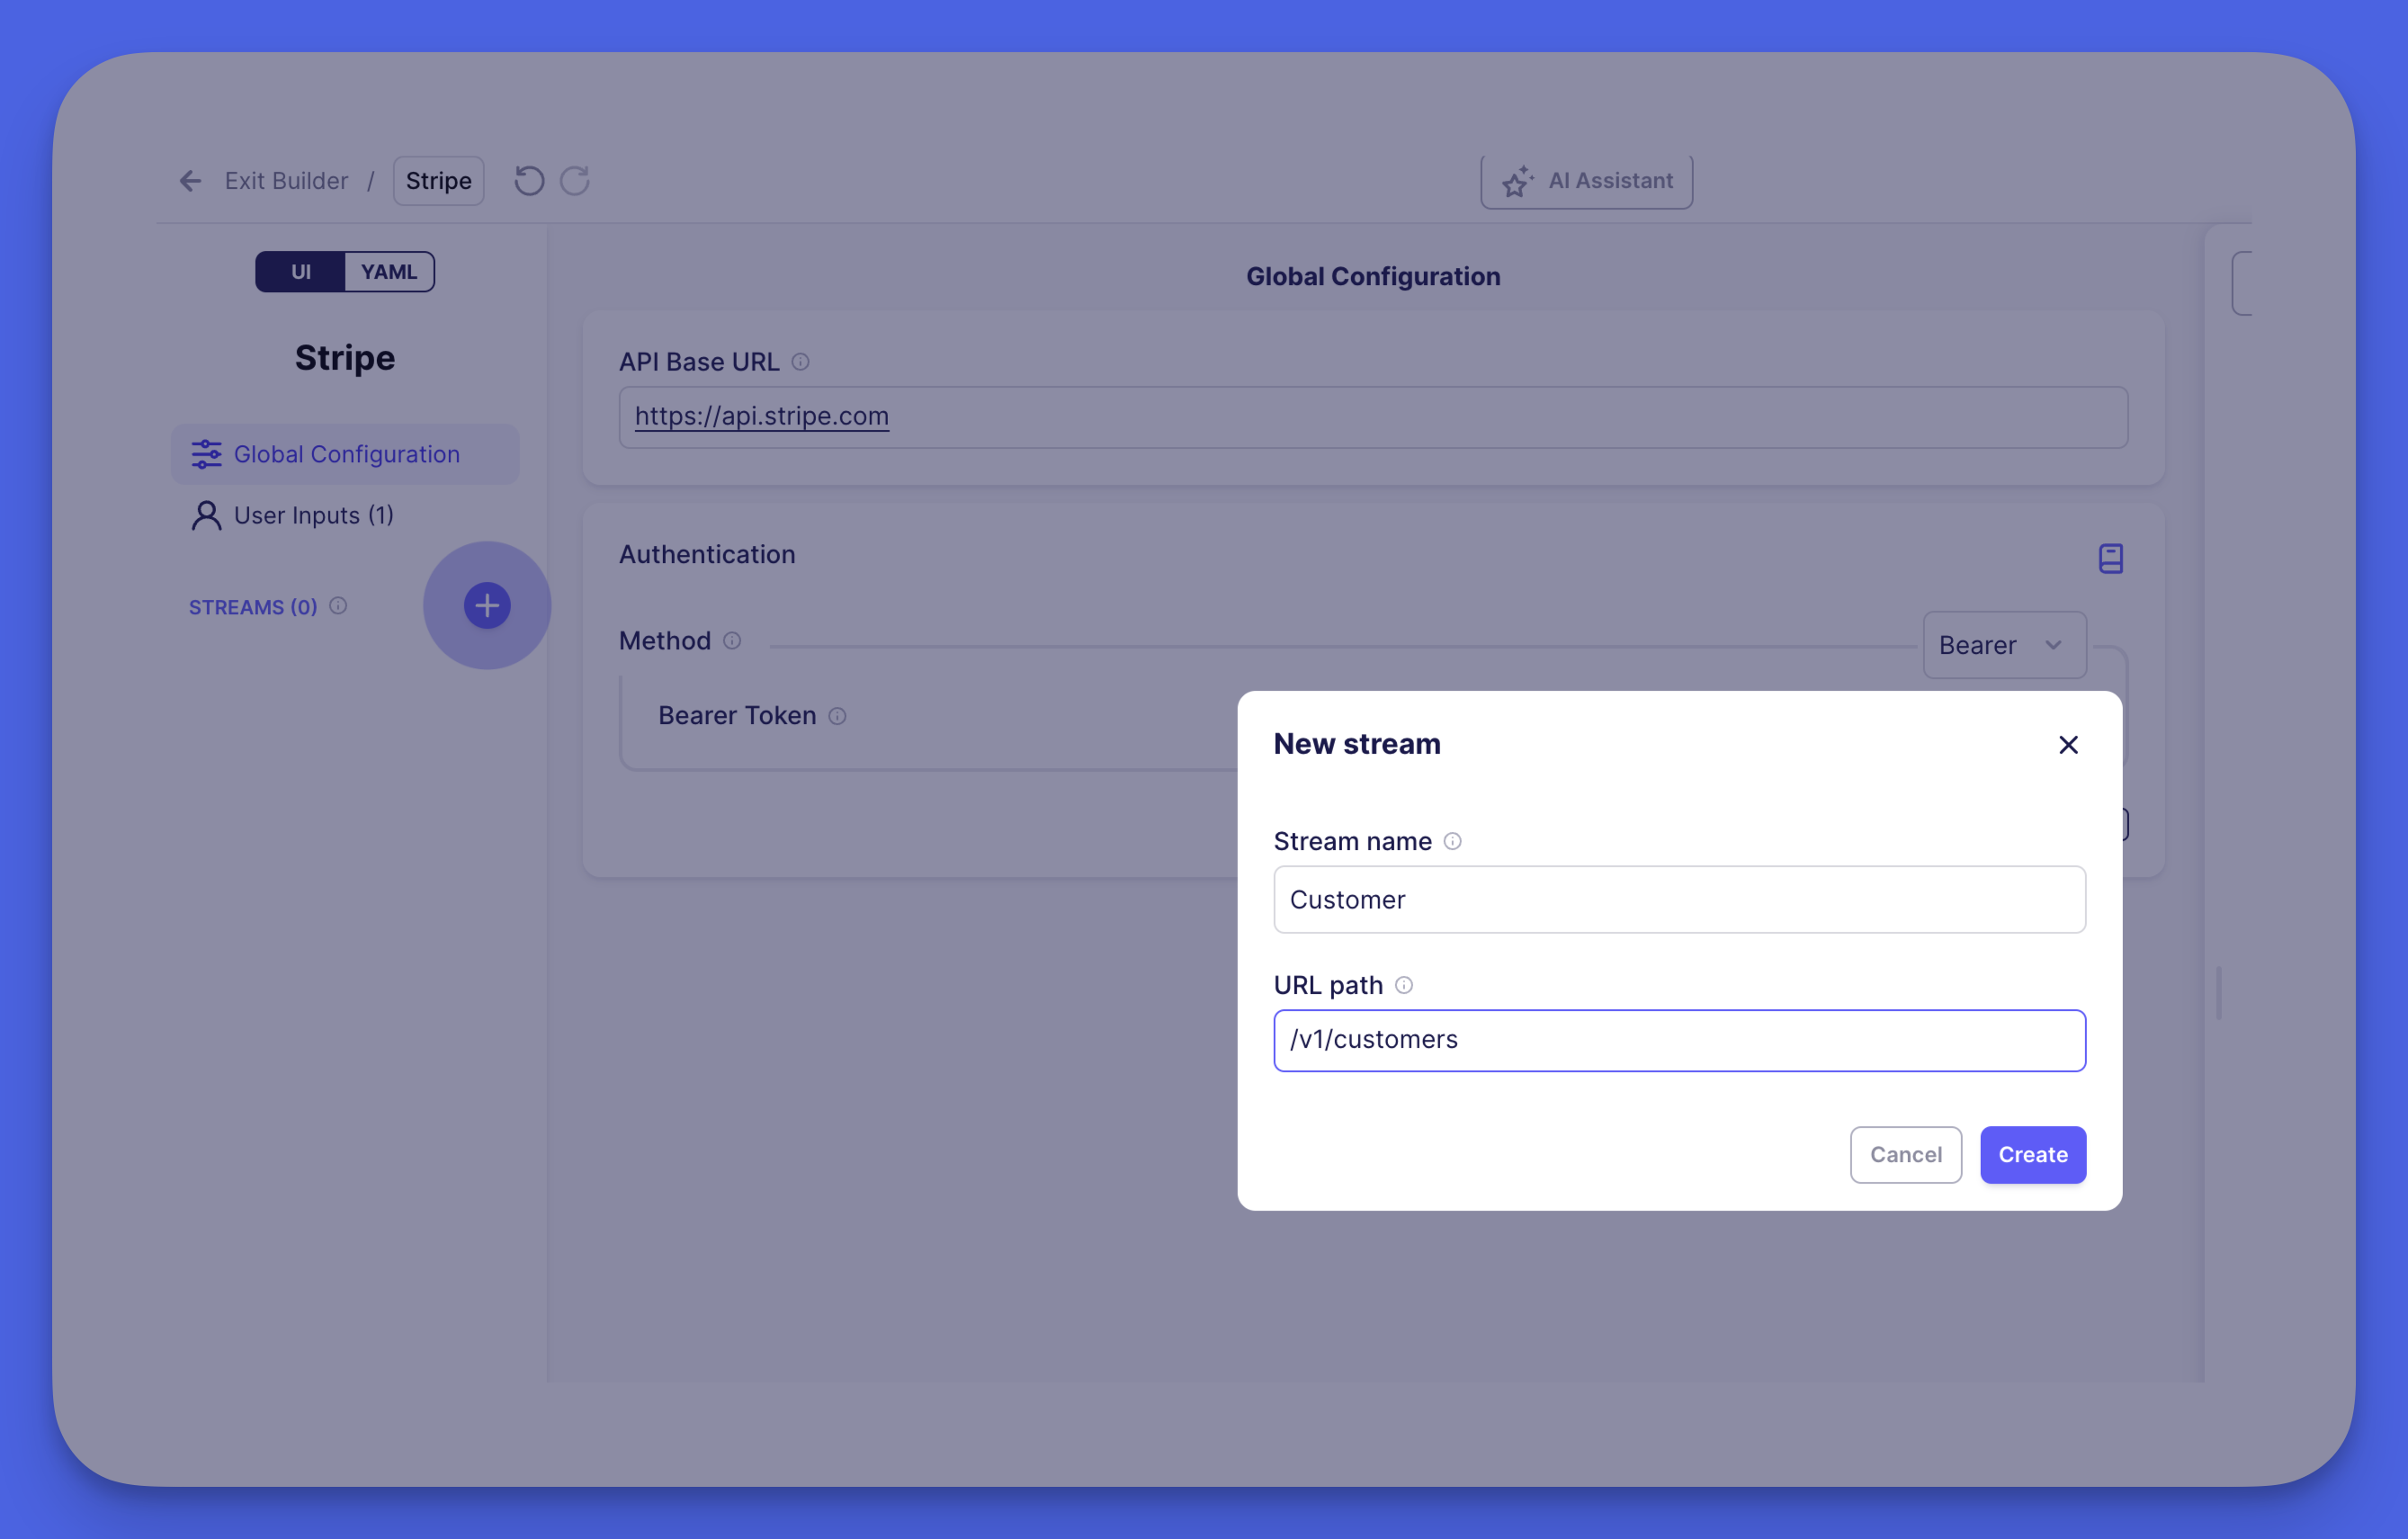 Exit Builder / Stripe
AI Assistant
UI YAML
Stripe
Global Configuration
User Inputs (1)
STREAMS (0)
Global Configuration
API Base URL
https://api.stripe.com
Authentication
Method
Bearer
Bearer Token
New stream
Stream name
Customer
URL path
/v1/customers
Cancel
Create